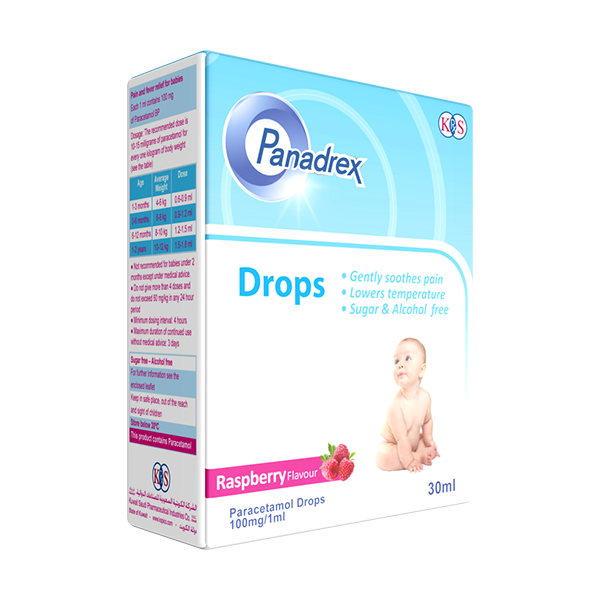 Pain and fever relief for babies
Each 1 ml contains 100 mg
of Paracetamol BP
Dosage: The recommended dose is
10-15 milligrams of paracetamol for
every one kilogram of body weight
(see the table)
Age Average Weight Dose
1-3 months 4-6 kg 0.6-0.9 ml
3-6 months 6-8 kg 0.9-1.2 ml
6-12 months 8-10 kg 1.2-1.5 ml
1-2 years 10-12 kg 1.5-1.8 ml
• Not recommended for babies under 2
months except under medical advice.
• Do not give more than 4 doses and
do not exceed 60 mg/kg in any 24 hour
period
• Minimum dosing interval: 4 hours
• Maximum duration of continued use
without medical advice: 3 days
Sugar free - Alcohol free
For further information see the
enclosed leaflet
Keep in safe place, out of the reach
and sight of children
Store below 30°C
This product contains Paracetamol
KS
Kuwait Saudi Pharmaceutical Industries Co.
State of Kuwait
دولة الكويت
KS
Panadrex
Drops
• Gently soothes pain
• Lowers temperature
• Sugar & Alcohol free
Raspberry Flavour
Paracetamol Drops
100mg/1ml
30ml